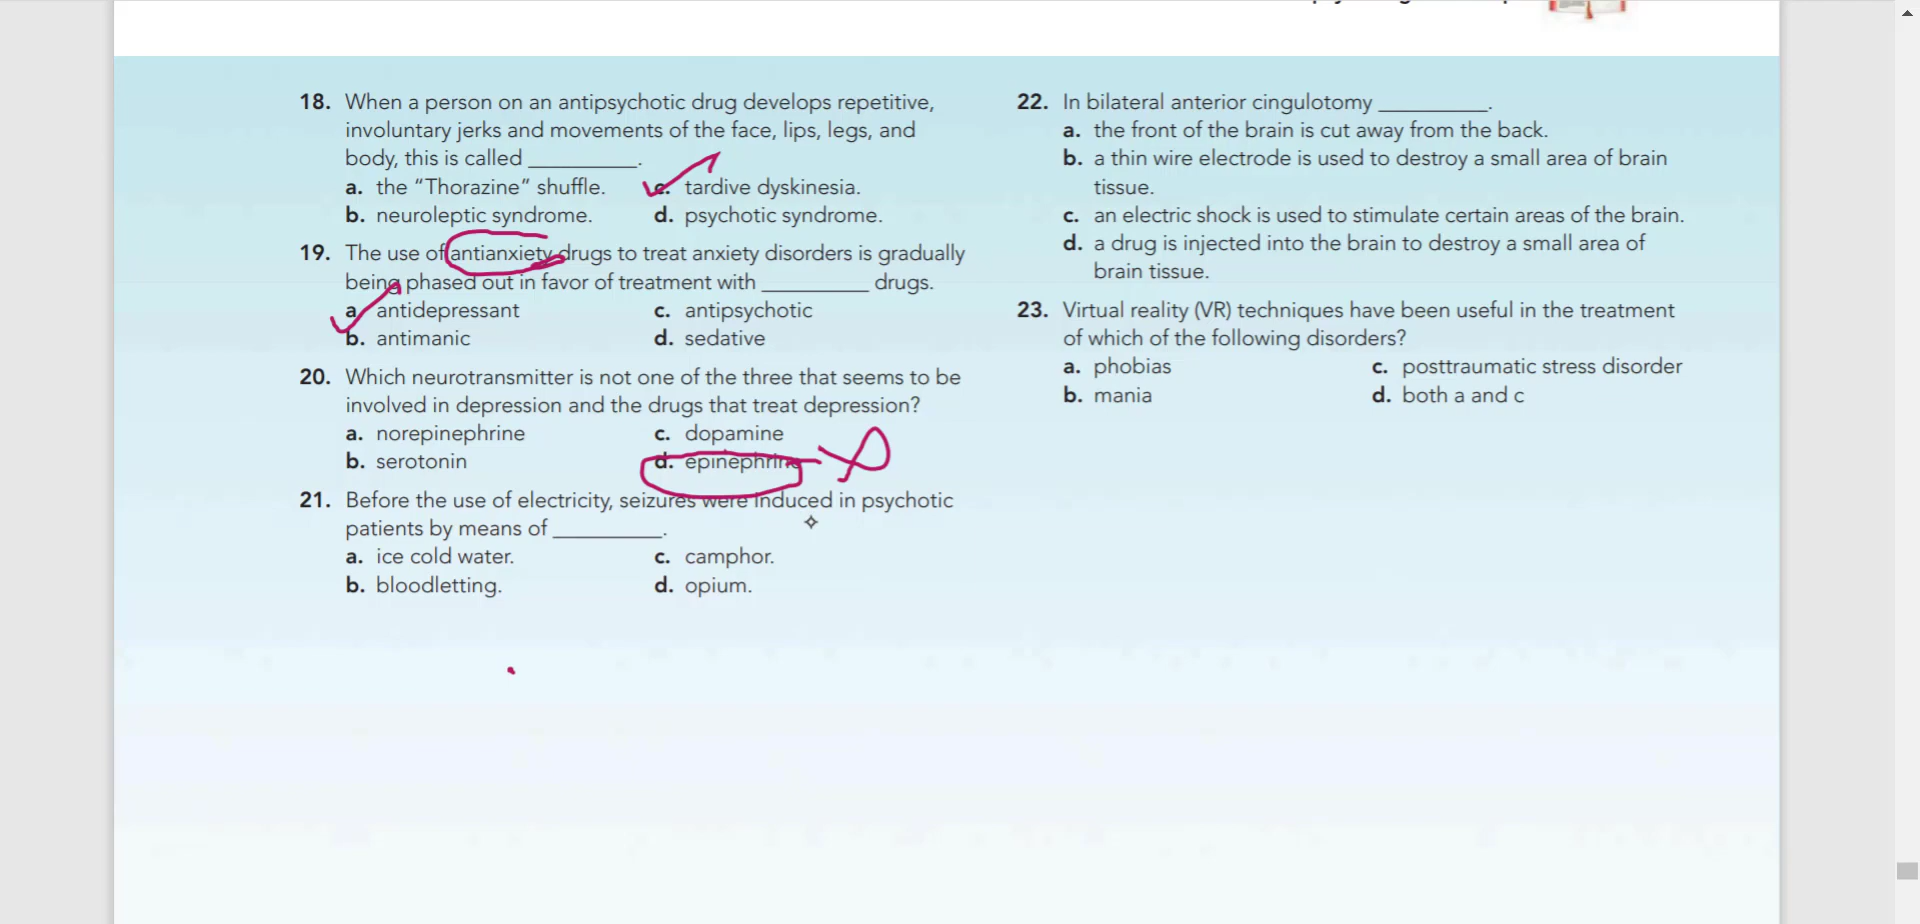 18. When a person on an antipsychotic drug develops repetitive,
involuntary jerks and movements of the face, lips, legs, and
body, this is called __________.
a. the “Thorazine” shuffle. c. tardive dyskinesia.
b. neuroleptic syndrome. d. psychotic syndrome.
19. The use of antianxiety drugs to treat anxiety disorders is gradually
being phased out in favor of treatment with __________ drugs.
a. antidepressant c. antipsychotic
b. antimanic d. sedative
20. Which neurotransmitter is not one of the three that seems to be
involved in depression and the drugs that treat depression?
a. norepinephrine c. dopamine
b. serotonin d. epinephrine
21. Before the use of electricity, seizures were induced in psychotic
patients by means of __________.
a. ice cold water. c. camphor.
b. bloodletting. d. opium.
22. In bilateral anterior cingulotomy __________.
a. the front of the brain is cut away from the back.
b. a thin wire electrode is used to destroy a small area of brain
tissue.
c. an electric shock is used to stimulate certain areas of the brain.
d. a drug is injected into the brain to destroy a small area of
brain tissue.
23. Virtual reality (VR) techniques have been useful in the treatment
of which of the following disorders?
a. phobias c. posttraumatic stress disorder
b. mania d. both a and c